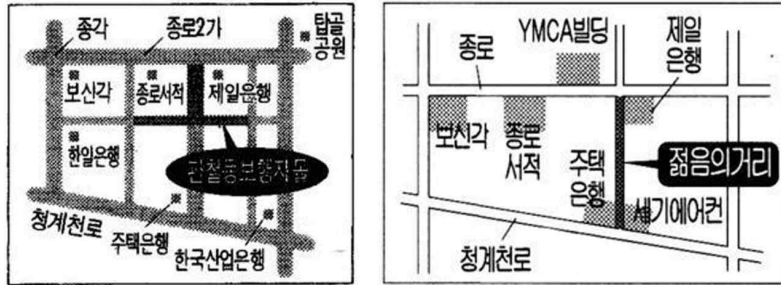 종각
종로2가
탑골
공원
보신각
종로서적
제일은행
한일은행
관철동보행자동
청계천로
주택은행
한국산업은행
YMCA빌딩
제일
은행
종로
보신각
종로
서적
주택
은행
젊음의거리
세기에어컨
청계천로